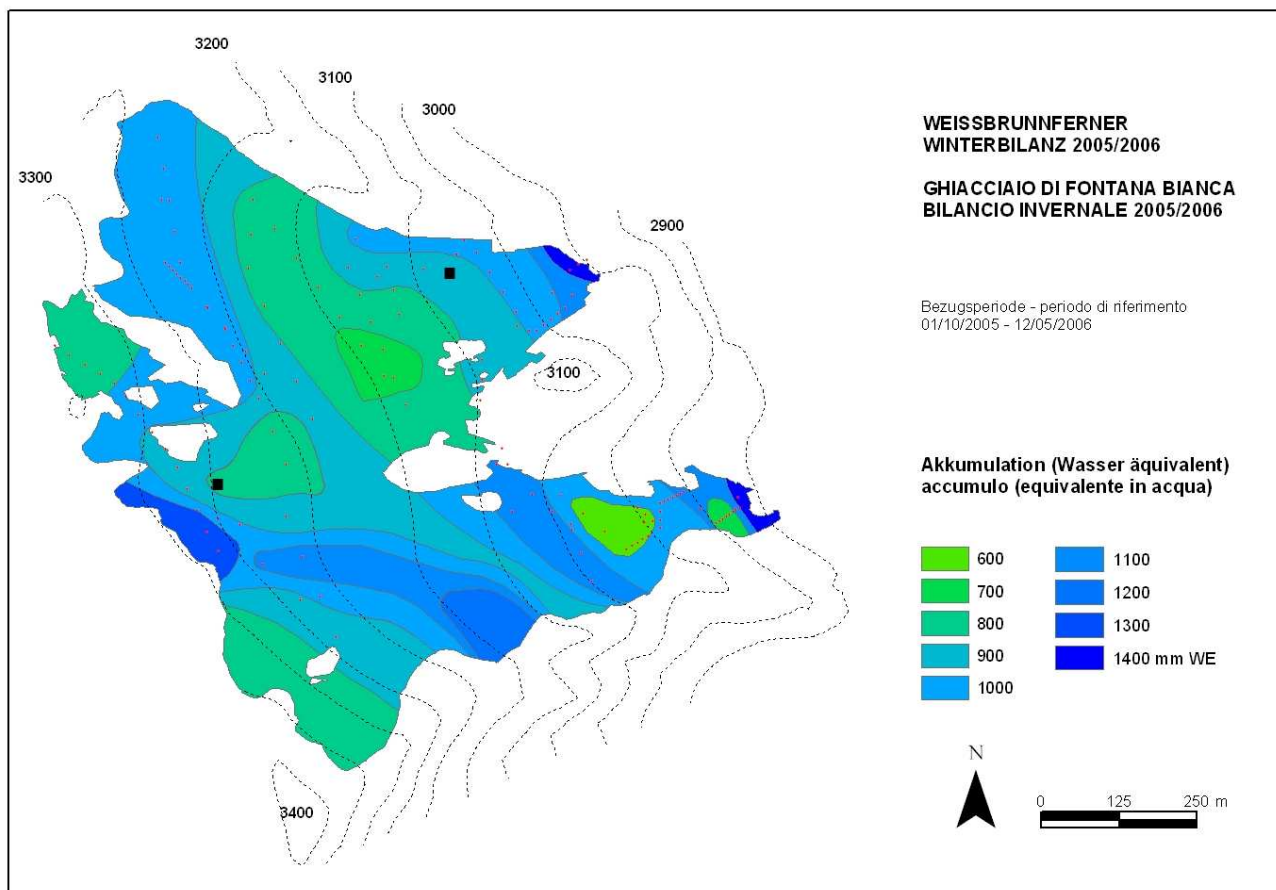 3200
3100
3000
3300
2900
3100
3400
WEISSBRUNNFERNER
WINTERBILANZ 2005/2006
GHIACCIAIO DI FONTANA BIANCA
BILANCIO INVERNALE 2005/2006
Bezugsperiode - periodo di riferimento
01/10/2005 - 12/05/2006
Akkumulation (Wasser äquivalent)
accumulo (equivalente in acqua)
600
700
800
900
1000
1100
1200
1300
1400 mm WE
N
0 125 250 m